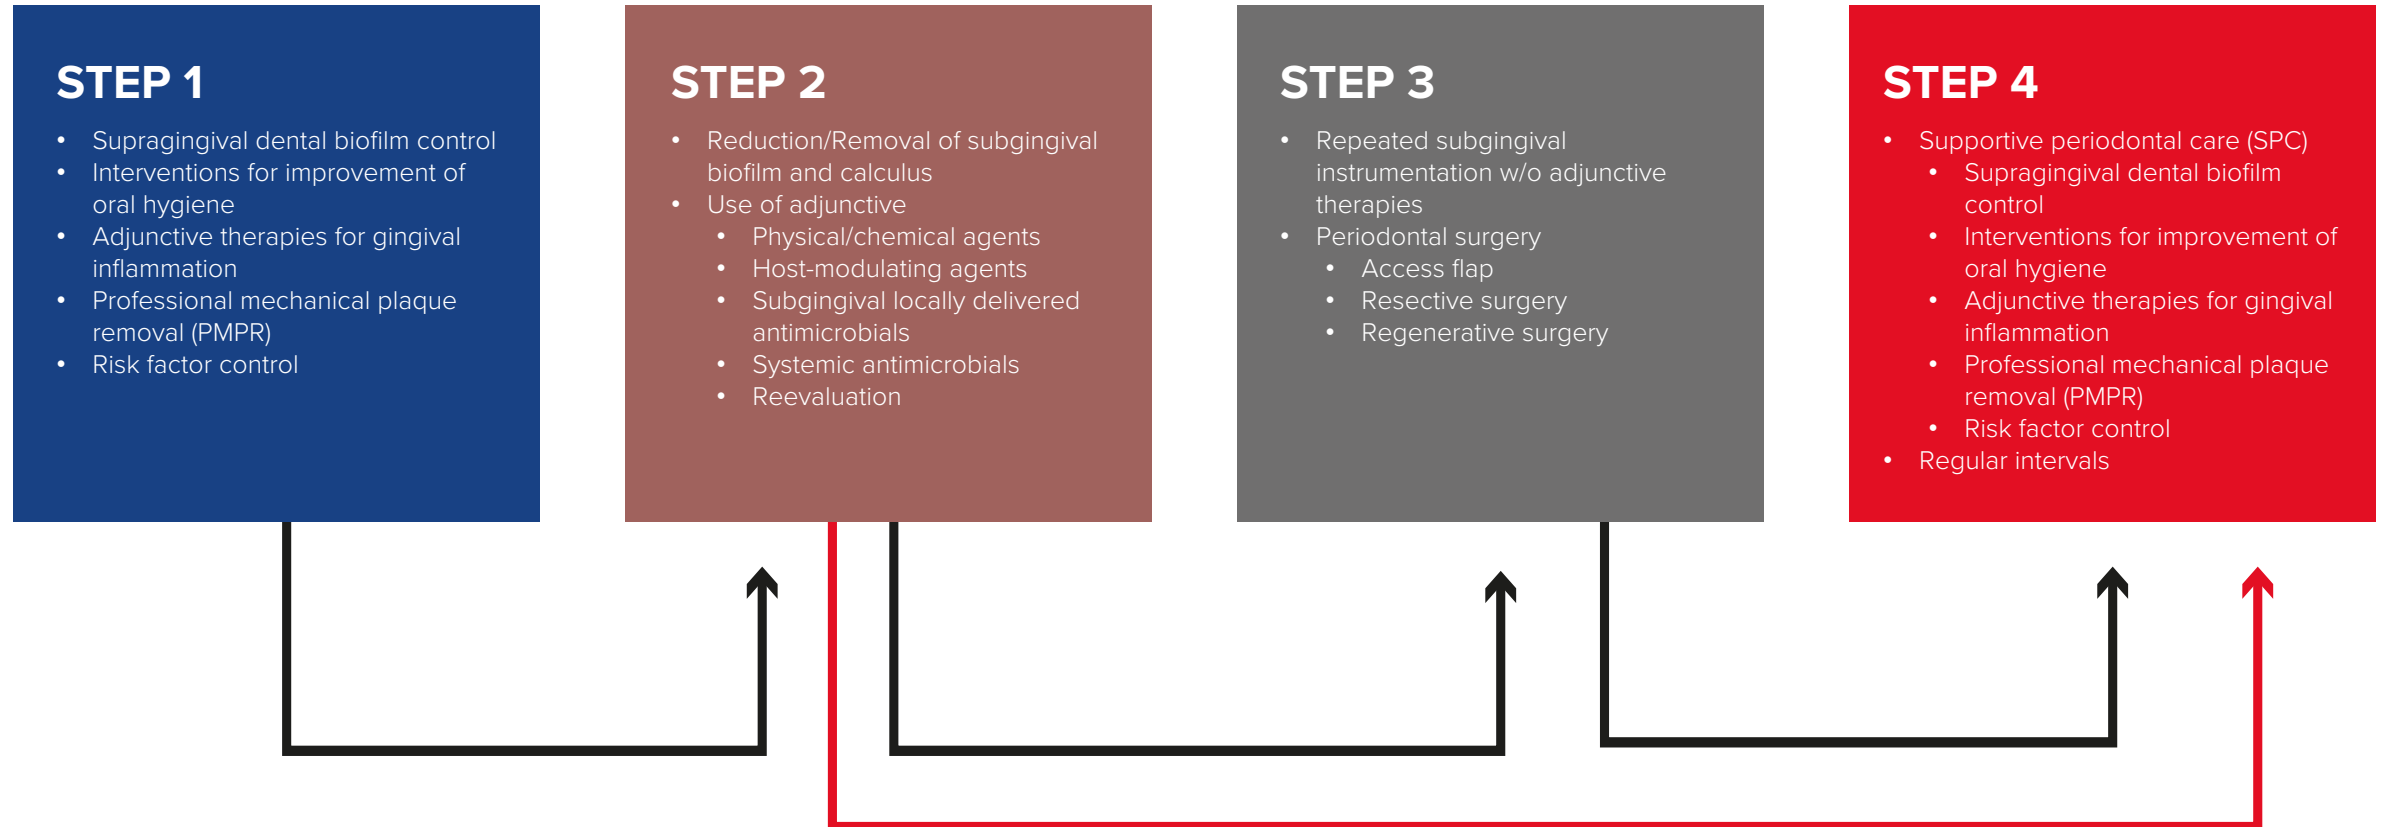 STEP 1
• Supragingival dental biofilm control
• Interventions for improvement of
oral hygiene
• Adjunctive therapies for gingival
inflammation
• Professional mechanical plaque
removal (PMPR)
• Risk factor control
STEP 2
• Reduction/Removal of subgingival
biofilm and calculus
• Use of adjunctive
• Physical/chemical agents
• Host-modulating agents
• Subgingival locally delivered
antimicrobials
• Systemic antimicrobials
• Reevaluation
STEP 3
• Repeated subgingival
instrumentation w/o adjunctive
therapies
• Periodontal surgery
• Access flap
• Resective surgery
• Regenerative surgery
STEP 4
• Supportive periodontal care (SPC)
• Supragingival dental biofilm
control
• Interventions for improvement of
oral hygiene
• Adjunctive therapies for gingival
inflammation
• Professional mechanical plaque
removal (PMPR)
• Risk factor control
• Regular intervals